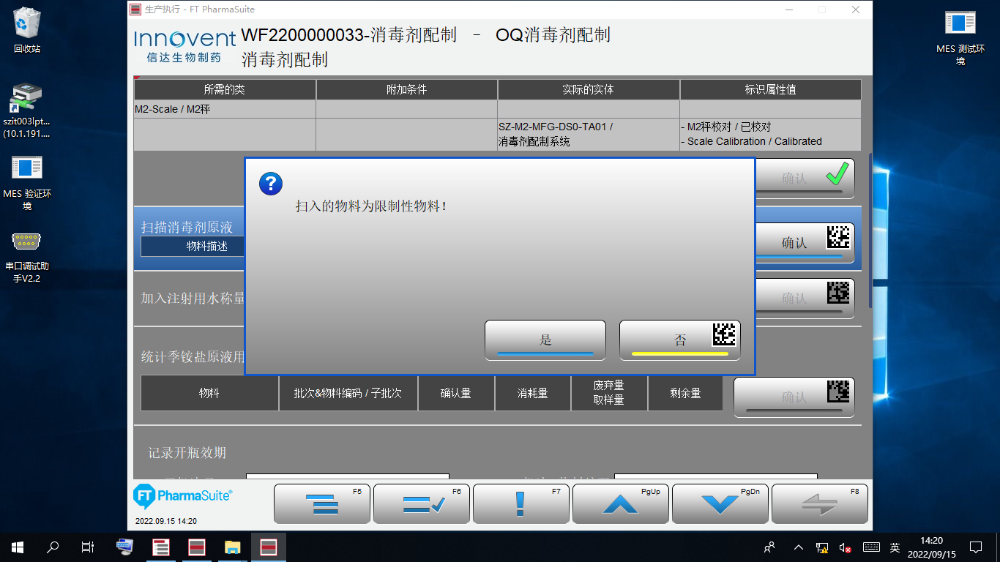 回收站
szit003lpt...
(10.1.191....
MES 验证环
境
串口调试助
手V2.2
MES 测试环
境
生产执行 - FT PharmaSuite
Innovent
信达生物制药
WF2200000033-消毒剂配制 - OQ消毒剂配制
消毒剂配制
所需的类 附加条件 实际的实体 标识属性值
M2-Scale / M2秤
SZ-M2-MFG-DS0-TA01 /
消毒剂配制系统
- M2秤校对 / 已校对
- Scale Calibration / Calibrated
确认
?
扫入的物料为限制性物料!
是
否
扫描消毒剂原液
物料描述
确认
加入注射用水称量
确认
统计季铵盐原液用
物料 批次&物料编码 / 子批次 确认量 消耗量 废弃量
取样量 剩余量
确认
记录开瓶效期
FT PharmaSuite®
2022.09.15 14:20
F5
F6
F7
PgUp
PgDn
F8
英
14:20
2022/09/15